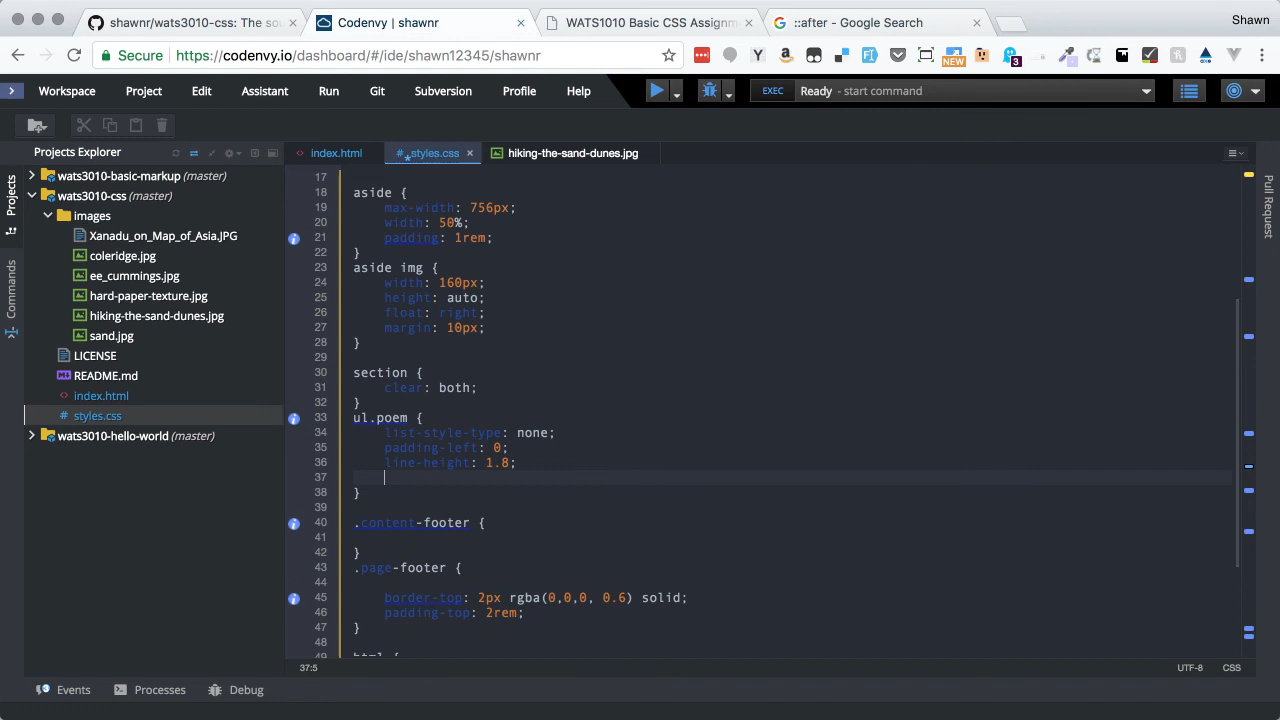 shawnr/wats3010-css: The sou
Codenvy | shawnr
WATS1010 Basic CSS Assignm
::after - Google Search
Shawn
Secure
https://codenvy.io/dashboard/#/ide/shawn12345/shawnr
NEW
3
Workspace Project Edit Assistant Run Git Subversion Profile Help
EXEC Ready - start command
Projects Explorer
index.html
# styles.css
hiking-the-sand-dunes.jpg
Projects
Commands
Pull Request
wats3010-basic-markup (master)
wats3010-css (master)
images
Xanadu_on_Map_of_Asia.JPG
coleridge.jpg
ee_cummings.jpg
hard-paper-texture.jpg
hiking-the-sand-dunes.jpg
sand.jpg
LICENSE
README.md
index.html
# styles.css
wats3010-hello-world (master)
17
18 aside {
19 max-width: 756px;
20 width: 50%;
21 padding: 1rem;
22 }
23 aside img {
24 width: 160px;
25 height: auto;
26 float: right;
27 margin: 10px;
28 }
29
30 section {
31 clear: both;
32 }
33 ul.poem {
34 list-style-type: none;
35 padding-left: 0;
36 line-height: 1.8;
37
38 }
39
40 .content-footer {
41
42 }
43 .page-footer {
44
45 border-top: 2px rgba(0,0,0, 0.6) solid;
46 padding-top: 2rem;
47 }
48
49 html {
37:5
UTF-8 CSS
Events Processes Debug